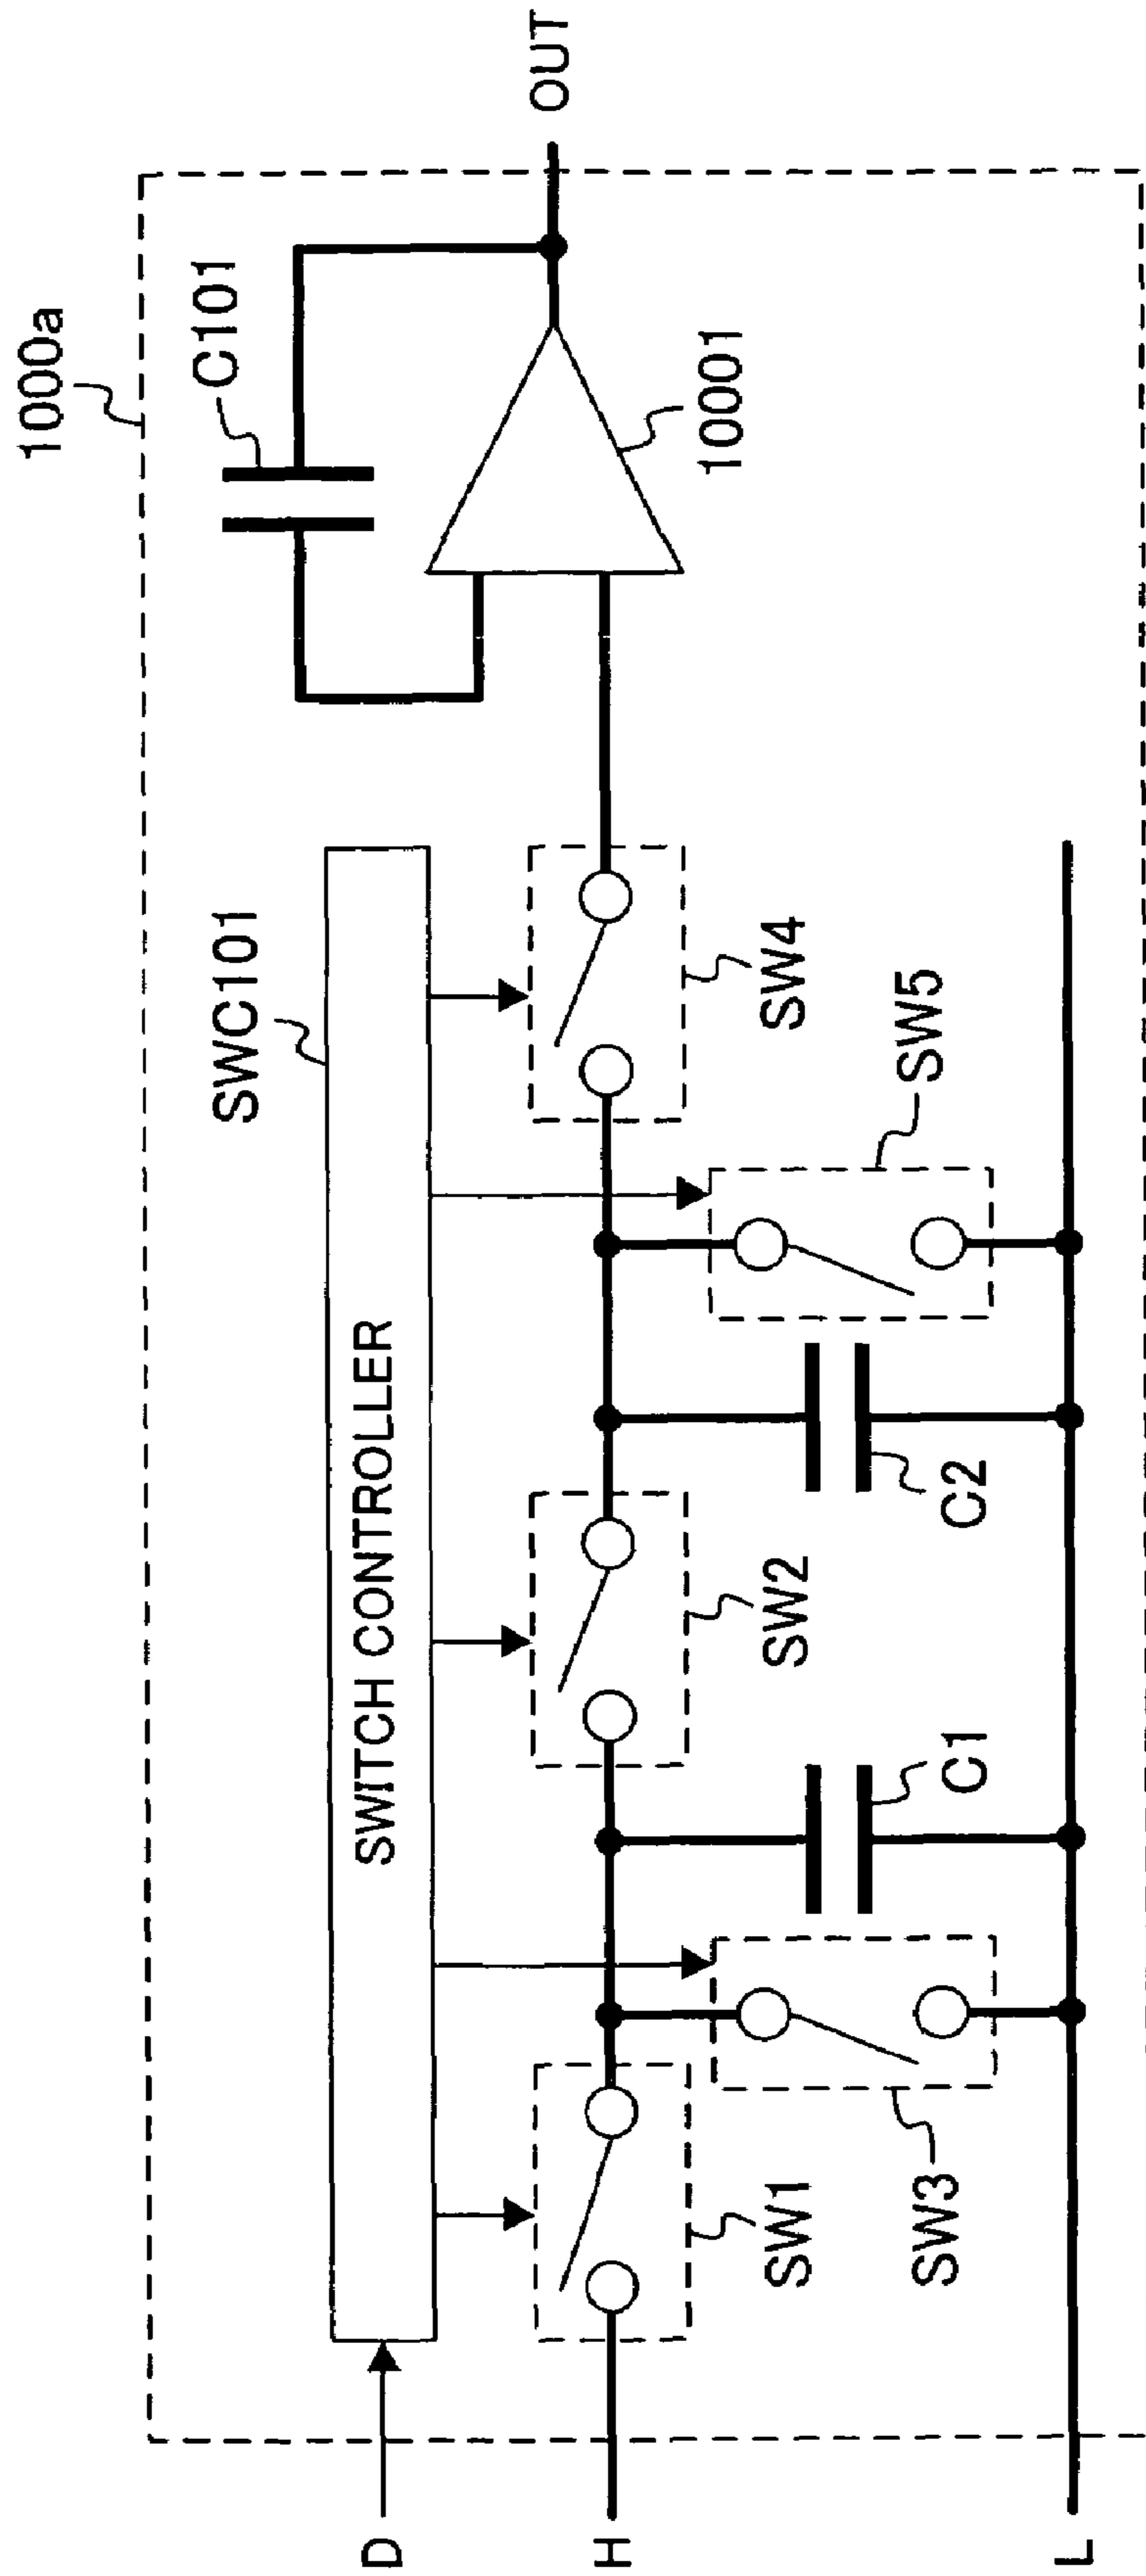 1000a
C101
OUT
10001
SWC101
SWITCH CONTROLLER
SW4
SW5
SW2
C2
C1
SW1
SW3
D
H
L